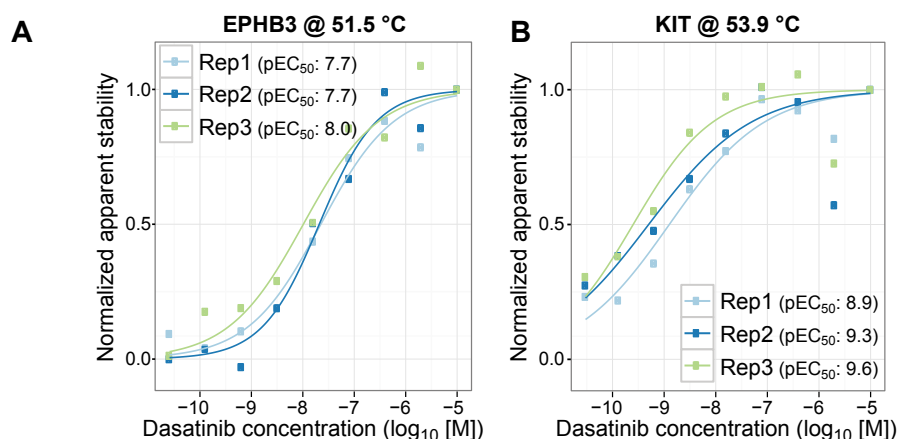 A
EPHB3 @ 51.5 °C
Normalized apparent stability
1.0
0.5
0.0
Rep1 (pEC50: 7.7)
Rep2 (pEC50: 7.7)
Rep3 (pEC50: 8.0)
−10 −9 −8 −7 −6 −5
Dasatinib concentration (log10 [M])
B
KIT @ 53.9 °C
Normalized apparent stability
1.0
0.5
0.0
Rep1 (pEC50: 8.9)
Rep2 (pEC50: 9.3)
Rep3 (pEC50: 9.6)
−10 −9 −8 −7 −6 −5
Dasatinib concentration (log10 [M])